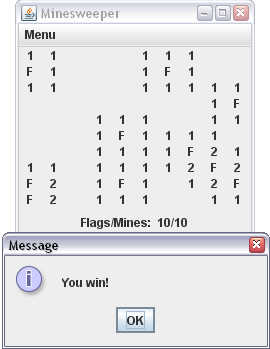 Minesweeper
Menu
1 1 1 1 1
F 1 1 F 1
1 1 1 1 1 1 1
1 F
1 1 1 1 1
1 F 1 1 1 1
1 1 1 1 F 2 1
1 1 1 1 1 1 2 F 2
F 2 1 F 1 1 2 F
F 2 1 1 1 1 1
Flags/Mines: 10/10
Message
You win!
OK